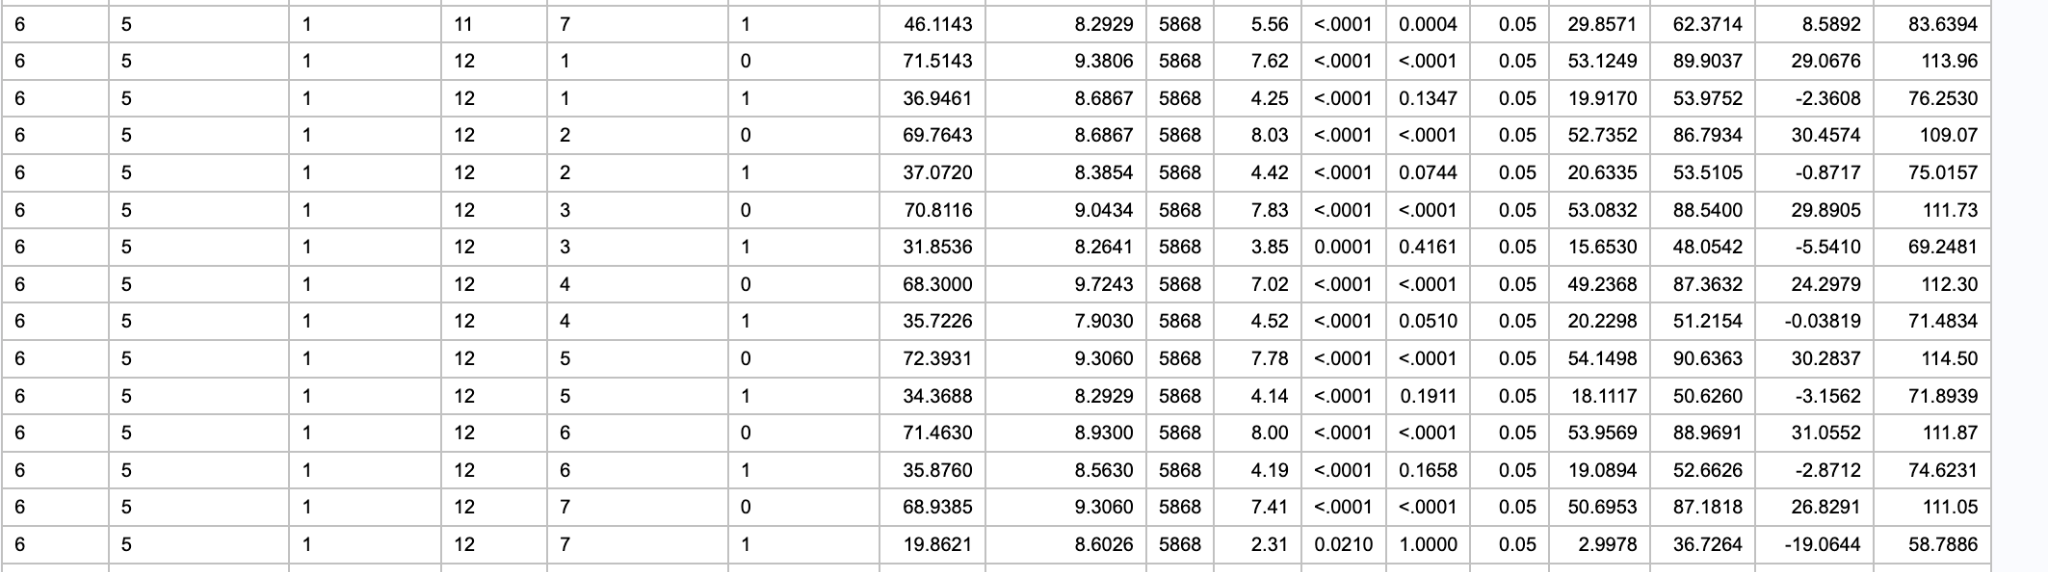 6 5 1 11 7 1 46.1143 8.2929 5868 5.56 <.0001 0.0004 0.05 29.8571 62.3714 8.5892 83.6394
6 5 1 12 1 0 71.5143 9.3806 5868 7.62 <.0001 <.0001 0.05 53.1249 89.9037 29.0676 113.96
6 5 1 12 1 1 36.9461 8.6867 5868 4.25 <.0001 0.1347 0.05 19.9170 53.9752 -2.3608 76.2530
6 5 1 12 2 0 69.7643 8.6867 5868 8.03 <.0001 <.0001 0.05 52.7352 86.7934 30.4574 109.07
6 5 1 12 2 1 37.0720 8.3854 5868 4.42 <.0001 0.0744 0.05 20.6335 53.5105 -0.8717 75.0157
6 5 1 12 3 0 70.8116 9.0434 5868 7.83 <.0001 <.0001 0.05 53.0832 88.5400 29.8905 111.73
6 5 1 12 3 1 31.8536 8.2641 5868 3.85 0.0001 0.4161 0.05 15.6530 48.0542 -5.5410 69.2481
6 5 1 12 4 0 68.3000 9.7243 5868 7.02 <.0001 <.0001 0.05 49.2368 87.3632 24.2979 112.30
6 5 1 12 4 1 35.7226 7.9030 5868 4.52 <.0001 0.0510 0.05 20.2298 51.2154 -0.03819 71.4834
6 5 1 12 5 0 72.3931 9.3060 5868 7.78 <.0001 <.0001 0.05 54.1498 90.6363 30.2837 114.50
6 5 1 12 5 1 34.3688 8.2929 5868 4.14 <.0001 0.1911 0.05 18.1117 50.6260 -3.1562 71.8939
6 5 1 12 6 0 71.4630 8.9300 5868 8.00 <.0001 <.0001 0.05 53.9569 88.9691 31.0552 111.87
6 5 1 12 6 1 35.8760 8.5630 5868 4.19 <.0001 0.1658 0.05 19.0894 52.6626 -2.8712 74.6231
6 5 1 12 7 0 68.9385 9.3060 5868 7.41 <.0001 <.0001 0.05 50.6953 87.1818 26.8291 111.05
6 5 1 12 7 1 19.8621 8.6026 5868 2.31 0.0210 1.0000 0.05 2.9978 36.7264 -19.0644 58.7886